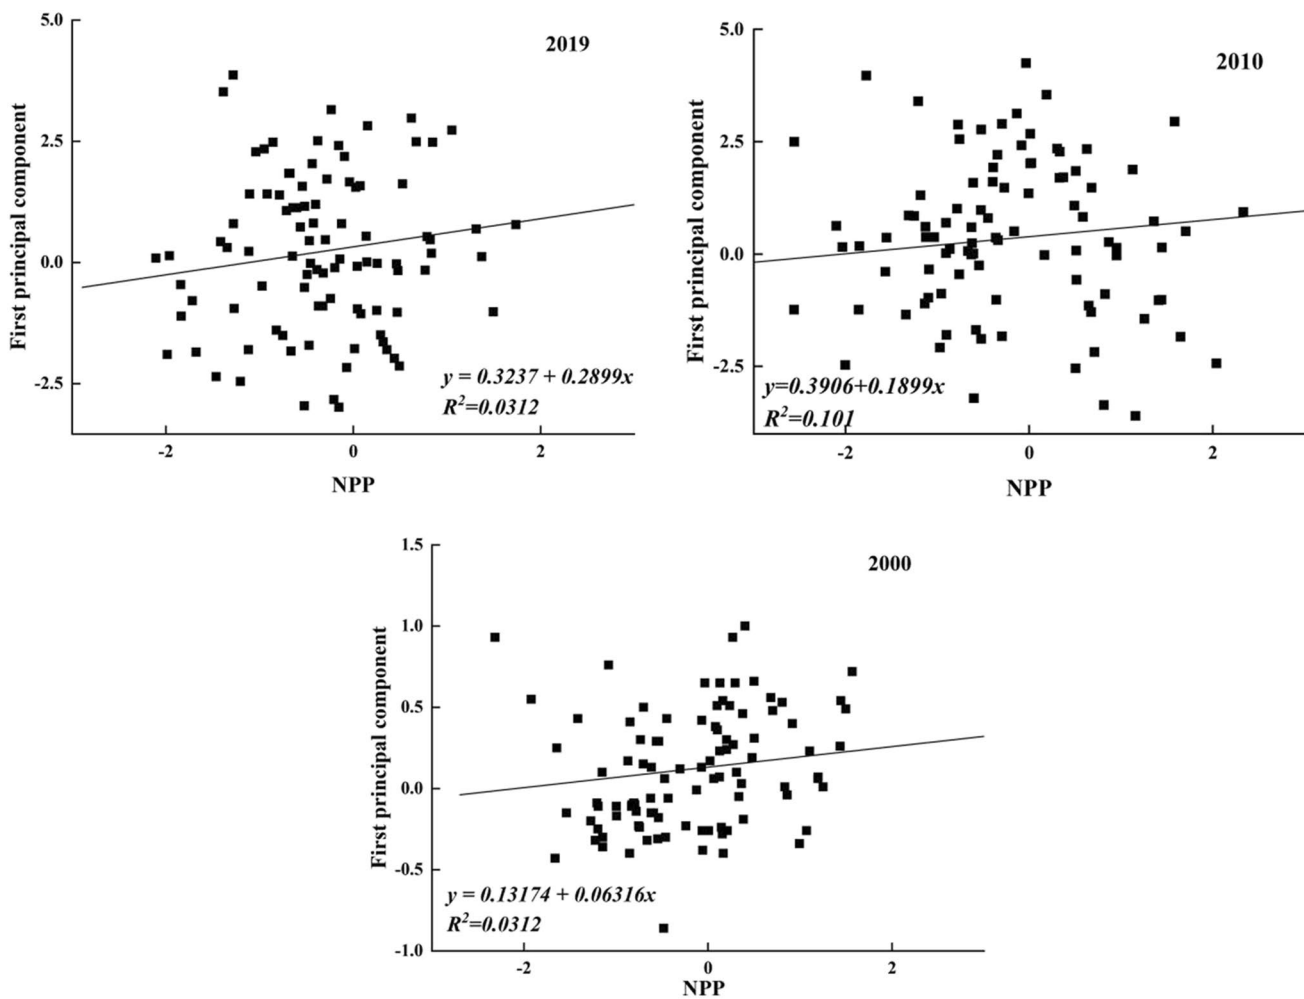 2019
First principal component
5.0
2.5
0.0
-2.5
-2
0
2
NPP
y = 0.3237 + 0.2899x
R²=0.0312
2010
First principal component
5.0
2.5
0.0
-2.5
-2
0
2
NPP
y=0.3906+0.1899x
R²=0.101
2000
First principal component
1.5
1.0
0.5
0.0
-0.5
-1.0
-2
0
2
NPP
y = 0.13174 + 0.06316x
R²=0.0312